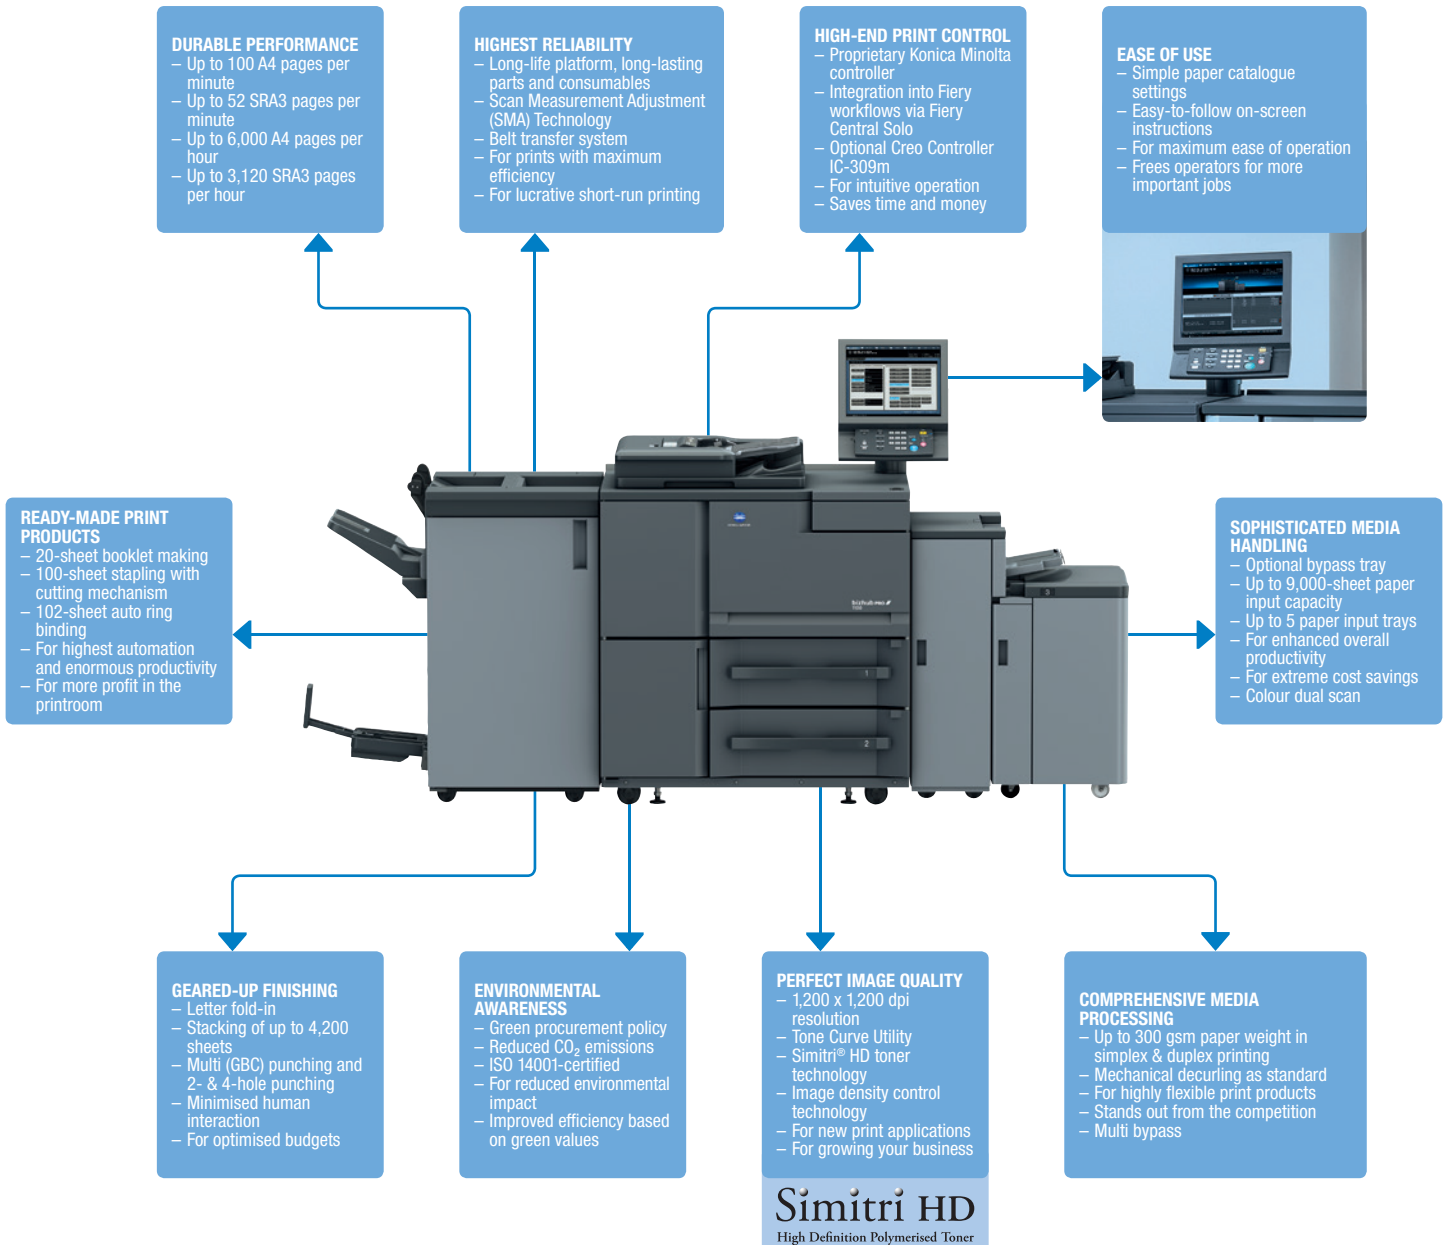 DURABLE PERFORMANCE
– Up to 100 A4 pages per
minute
– Up to 52 SRA3 pages per
minute
– Up to 6,000 A4 pages per
hour
– Up to 3,120 SRA3 pages
per hour
HIGHEST RELIABILITY
– Long-life platform, long-lasting
parts and consumables
– Scan Measurement Adjustment
(SMA) Technology
– Belt transfer system
– For prints with maximum
efficiency
– For lucrative short-run printing
HIGH-END PRINT CONTROL
– Proprietary Konica Minolta
controller
– Integration into Fiery
workflows via Fiery
Central Solo
– Optional Creo Controller
IC-309m
– For intuitive operation
– Saves time and money
EASE OF USE
– Simple paper catalogue
settings
– Easy-to-follow on-screen
instructions
– For maximum ease of operation
– Frees operators for more
important jobs
READY-MADE PRINT
PRODUCTS
– 20-sheet booklet making
– 100-sheet stapling with
cutting mechanism
– 102-sheet auto ring
binding
– For highest automation
and enormous productivity
– For more profit in the
printroom
bizhub PRO
1
2
3
SOPHISTICATED MEDIA
HANDLING
– Optional bypass tray
– Up to 9,000-sheet paper
input capacity
– Up to 5 paper input trays
– For enhanced overall
productivity
– For extreme cost savings
– Colour dual scan
GEARED-UP FINISHING
– Letter fold-in
– Stacking of up to 4,200
sheets
– Multi (GBC) punching and
2- & 4-hole punching
– Minimised human
interaction
– For optimised budgets
ENVIRONMENTAL
AWARENESS
– Green procurement policy
– Reduced CO₂ emissions
– ISO 14001-certified
– For reduced environmental
impact
– Improved efficiency based
on green values
PERFECT IMAGE QUALITY
– 1,200 x 1,200 dpi
resolution
– Tone Curve Utility
– Simitri® HD toner
technology
– Image density control
technology
– For new print applications
– For growing your business
Simitri HD
High Definition Polymerised Toner
COMPREHENSIVE MEDIA
PROCESSING
– Up to 300 gsm paper weight in
simplex & duplex printing
– Mechanical decurling as standard
– For highly flexible print products
– Stands out from the competition
– Multi bypass